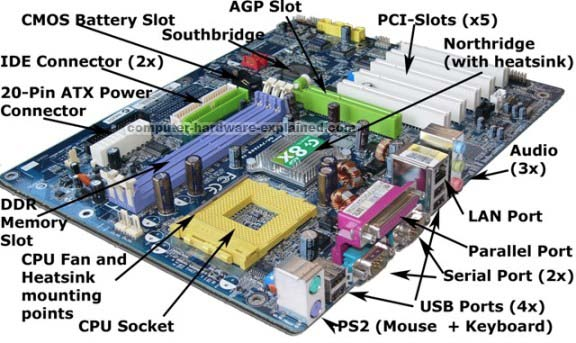 CMOS Battery Slot
AGP Slot
PCI-Slots (x5)
Southbridge
Northridge
(with heatsink)
IDE Connector (2x)
20-Pin ATX Power
Connector
computer-hardware-explained.com
8x
Audio
(3x)
DDR
Memory
Slot
LAN Port
CPU Fan and
Heatsink
mounting
points
Parallel Port
Serial Port (2x)
USB Ports (4x)
CPU Socket
PS2 (Mouse + Keyboard)